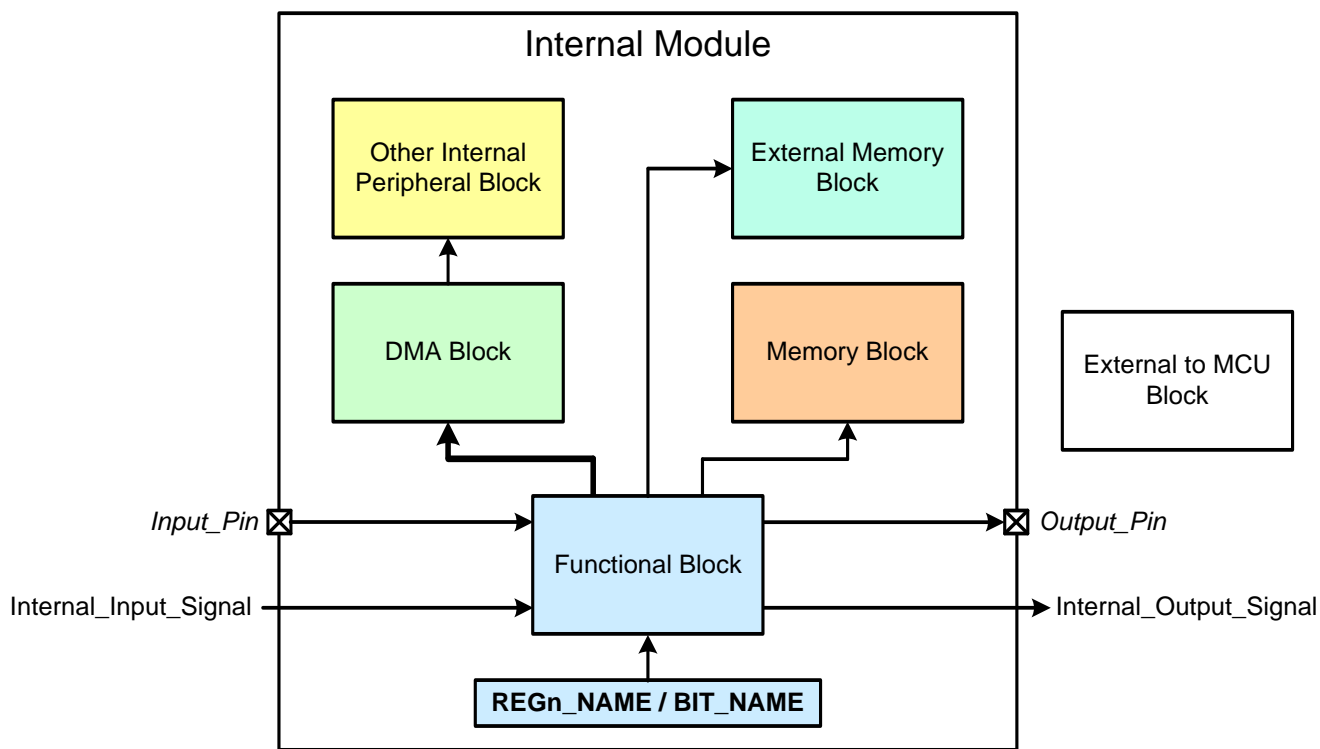 Internal Module
Other Internal
Peripheral Block
External Memory
Block
DMA Block
Memory Block
External to MCU
Block
Input_Pin
Output_Pin
Functional Block
Internal_Input_Signal
Internal_Output_Signal
REGn_NAME / BIT_NAME